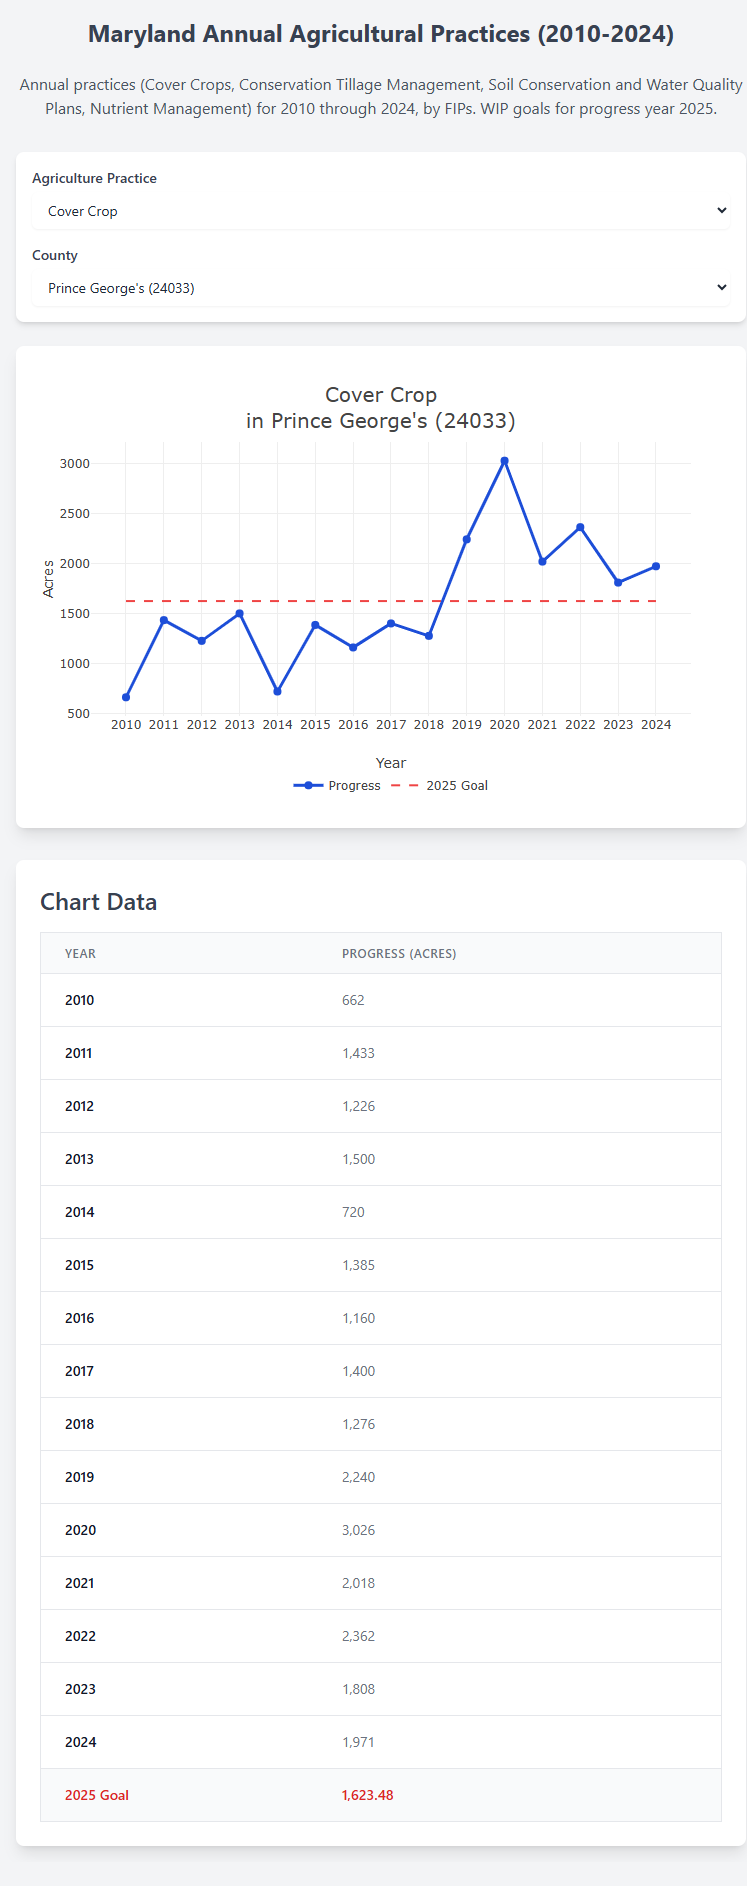 Maryland Annual Agricultural Practices (2010-2024)
Annual practices (Cover Crops, Conservation Tillage Management, Soil Conservation and Water Quality
Plans, Nutrient Management) for 2010 through 2024, by FIPs. WIP goals for progress year 2025.
Agriculture Practice
Cover Crop
County
Prince George's (24033)
Cover Crop
in Prince George's (24033)
3000
2500
2000
1500
1000
500
Acres
2010 2011 2012 2013 2014 2015 2016 2017 2018 2019 2020 2021 2022 2023 2024
Year
Progress 2025 Goal
Chart Data
YEAR PROGRESS (ACRES)
2010 662
2011 1,433
2012 1,226
2013 1,500
2014 720
2015 1,385
2016 1,160
2017 1,400
2018 1,276
2019 2,240
2020 3,026
2021 2,018
2022 2,362
2023 1,808
2024 1,971
2025 Goal 1,623.48